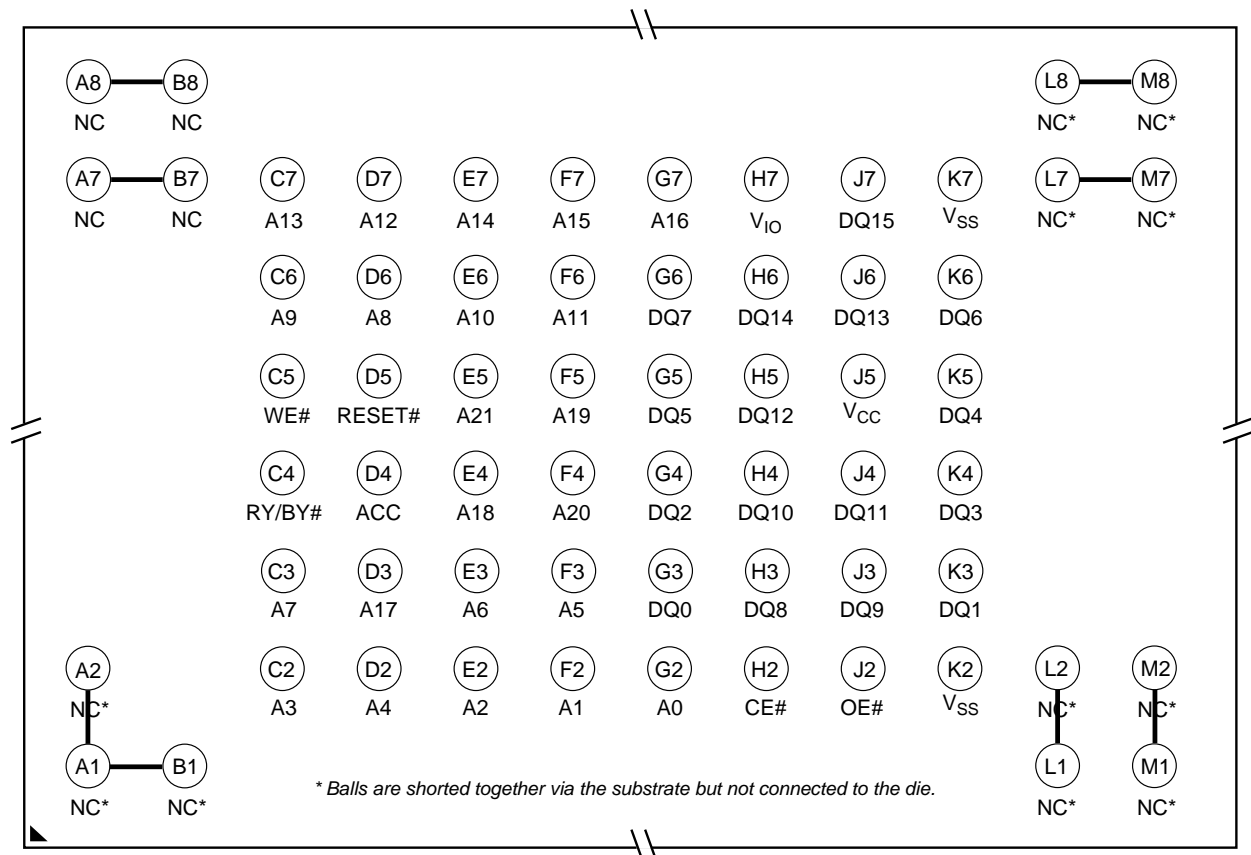 A8 B8 L8 M8
NC NC NC* NC*
A7 B7 C7 D7 E7 F7 G7 H7 J7 K7 L7 M7
NC NC A13 A12 A14 A15 A16 VIO DQ15 VSS NC* NC*
C6 D6 E6 F6 G6 H6 J6 K6
A9 A8 A10 A11 DQ7 DQ14 DQ13 DQ6
C5 D5 E5 F5 G5 H5 J5 K5
WE# RESET# A21 A19 DQ5 DQ12 VCC DQ4
C4 D4 E4 F4 G4 H4 J4 K4
RY/BY# ACC A18 A20 DQ2 DQ10 DQ11 DQ3
C3 D3 E3 F3 G3 H3 J3 K3
A7 A17 A6 A5 DQ0 DQ8 DQ9 DQ1
A2 C2 D2 E2 F2 G2 H2 J2 K2 L2 M2
NC* A3 A4 A2 A1 A0 CE# OE# VSS NC* NC*
A1 B1 L1 M1
* Balls are shorted together via the substrate but not connected to the die.
NC* NC* NC* NC*